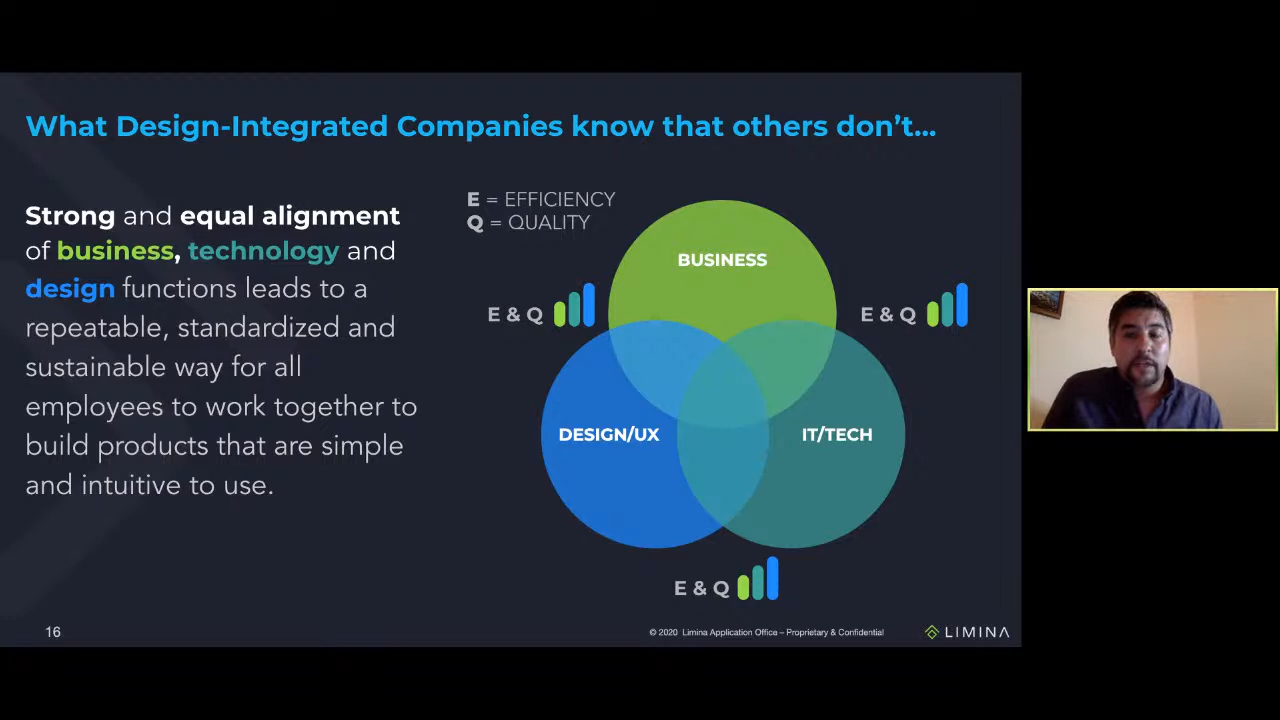 What Design-Integrated Companies know that others don’t...
Strong and equal alignment
of business, technology and
design functions leads to a
repeatable, standardized and
sustainable way for all
employees to work together to
build products that are simple
and intuitive to use.
E = EFFICIENCY
Q = QUALITY
BUSINESS
E & Q
E & Q
DESIGN/UX
IT/TECH
E & Q
16
© 2020 Limina Application Office – Proprietary & Confidential
LIMINA